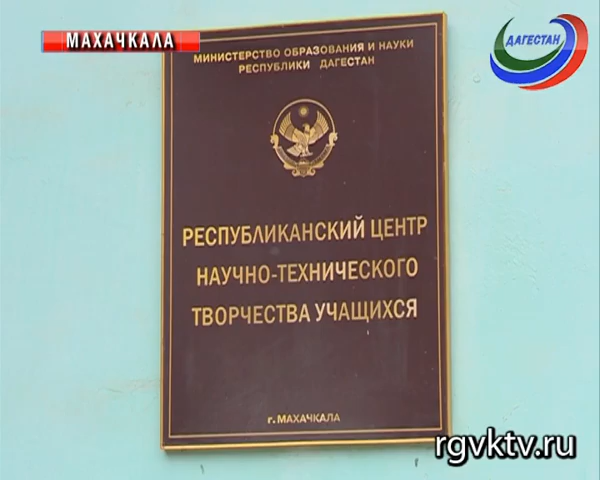 МАХАЧКАЛА
ДАГЕСТАН
МИНИСТЕРСТВО ОБРАЗОВАНИЯ И НАУКИ
РЕСПУБЛИКИ ДАГЕСТАН
РЕСПУБЛИКАНСКИЙ ЦЕНТР
НАУЧНО-ТЕХНИЧЕСКОГО
ТВОРЧЕСТВА УЧАЩИХСЯ
г. МАХАЧКАЛА
rgvktv.ru